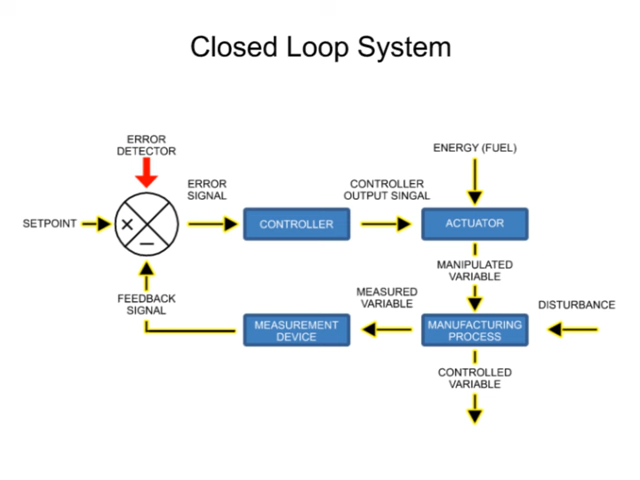 Closed Loop System
ERROR
DETECTOR
ENERGY (FUEL)
ERROR
SIGNAL
CONTROLLER
OUTPUT SINGAL
SETPOINT
×
−
CONTROLLER
ACTUATOR
MANIPULATED
VARIABLE
FEEDBACK
SIGNAL
MEASURED
VARIABLE
DISTURBANCE
MEASUREMENT
DEVICE
MANUFACTURING
PROCESS
CONTROLLED
VARIABLE